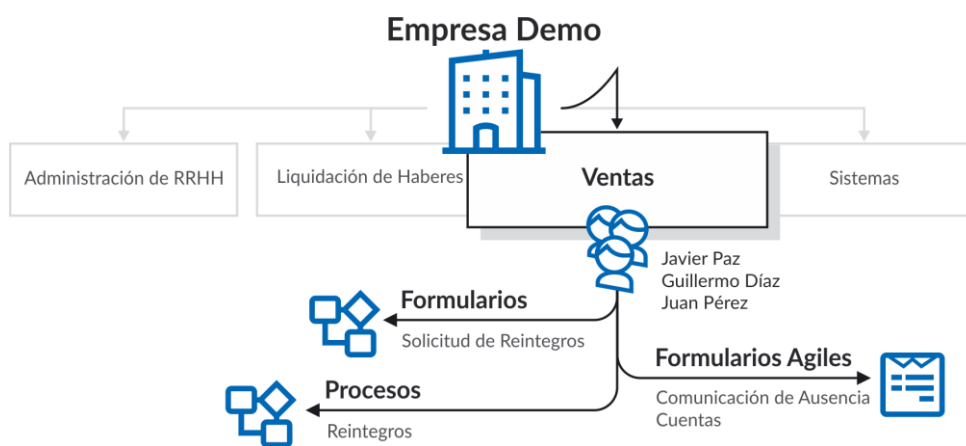 Empresa Demo
Administración de RRHH
Liquidación de Haberes
Ventas
Sistemas
Javier Paz
Guillermo Díaz
Juan Pérez
Formularios
Solicitud de Reintegros
Formularios Agiles
Comunicación de Ausencia
Cuentas
Procesos
Reintegros